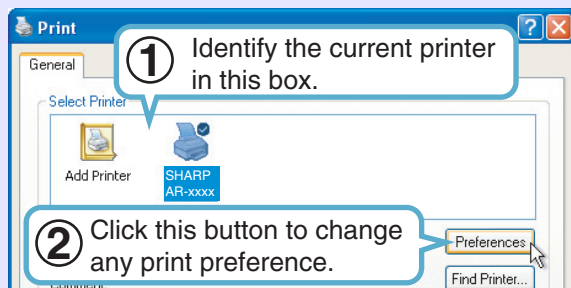 Print
1 Identify the current printer
in this box.
General
Select Printer
Add Printer
SHARP
AR-xxxx
2 Click this button to change
any print preference.
Preferences
Comment
Find Printer...